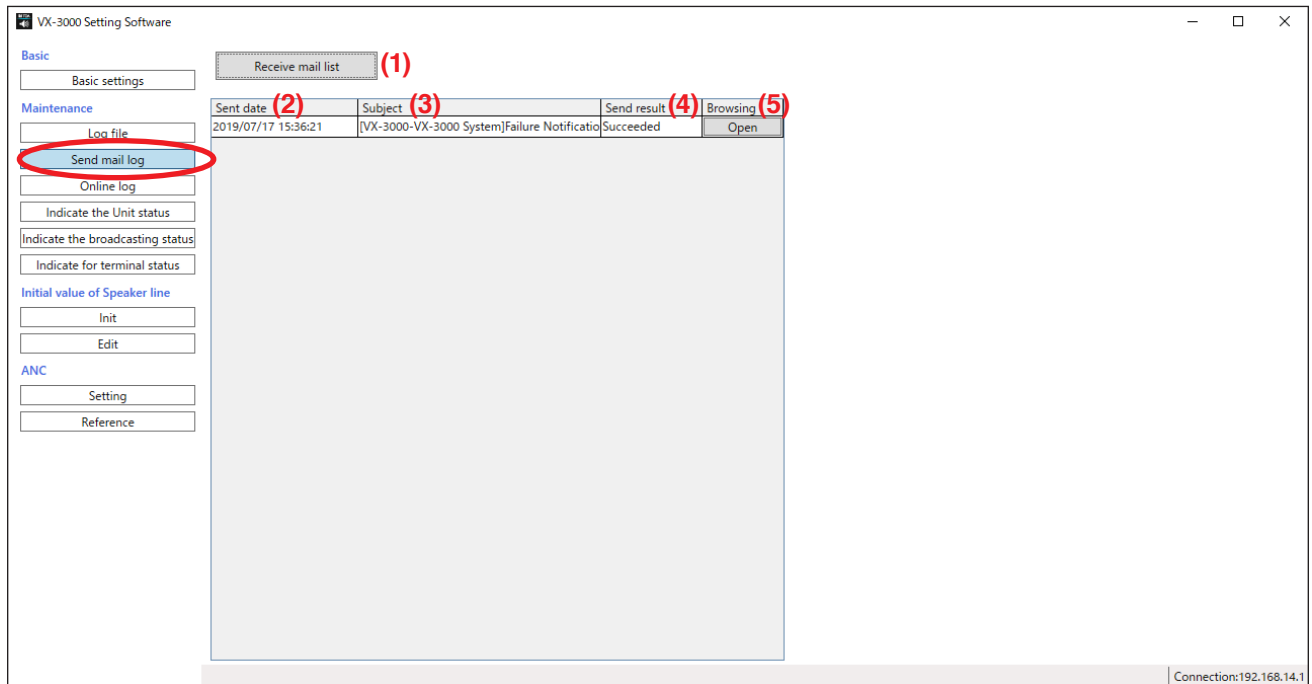 VX-3000 Setting Software
Basic
Basic settings
Maintenance
Log file
Send mail log
Online log
Indicate the Unit status
Indicate the broadcasting status
Indicate for terminal status
Initial value of Speaker line
Init
Edit
ANC
Setting
Reference
Receive mail list (1)
Sent date (2) Subject (3) Send result (4) Browsing (5)
2019/07/17 15:36:21 [VX-3000-VX-3000 System]Failure Notificatio Succeeded Open
Connection:192.168.14.1